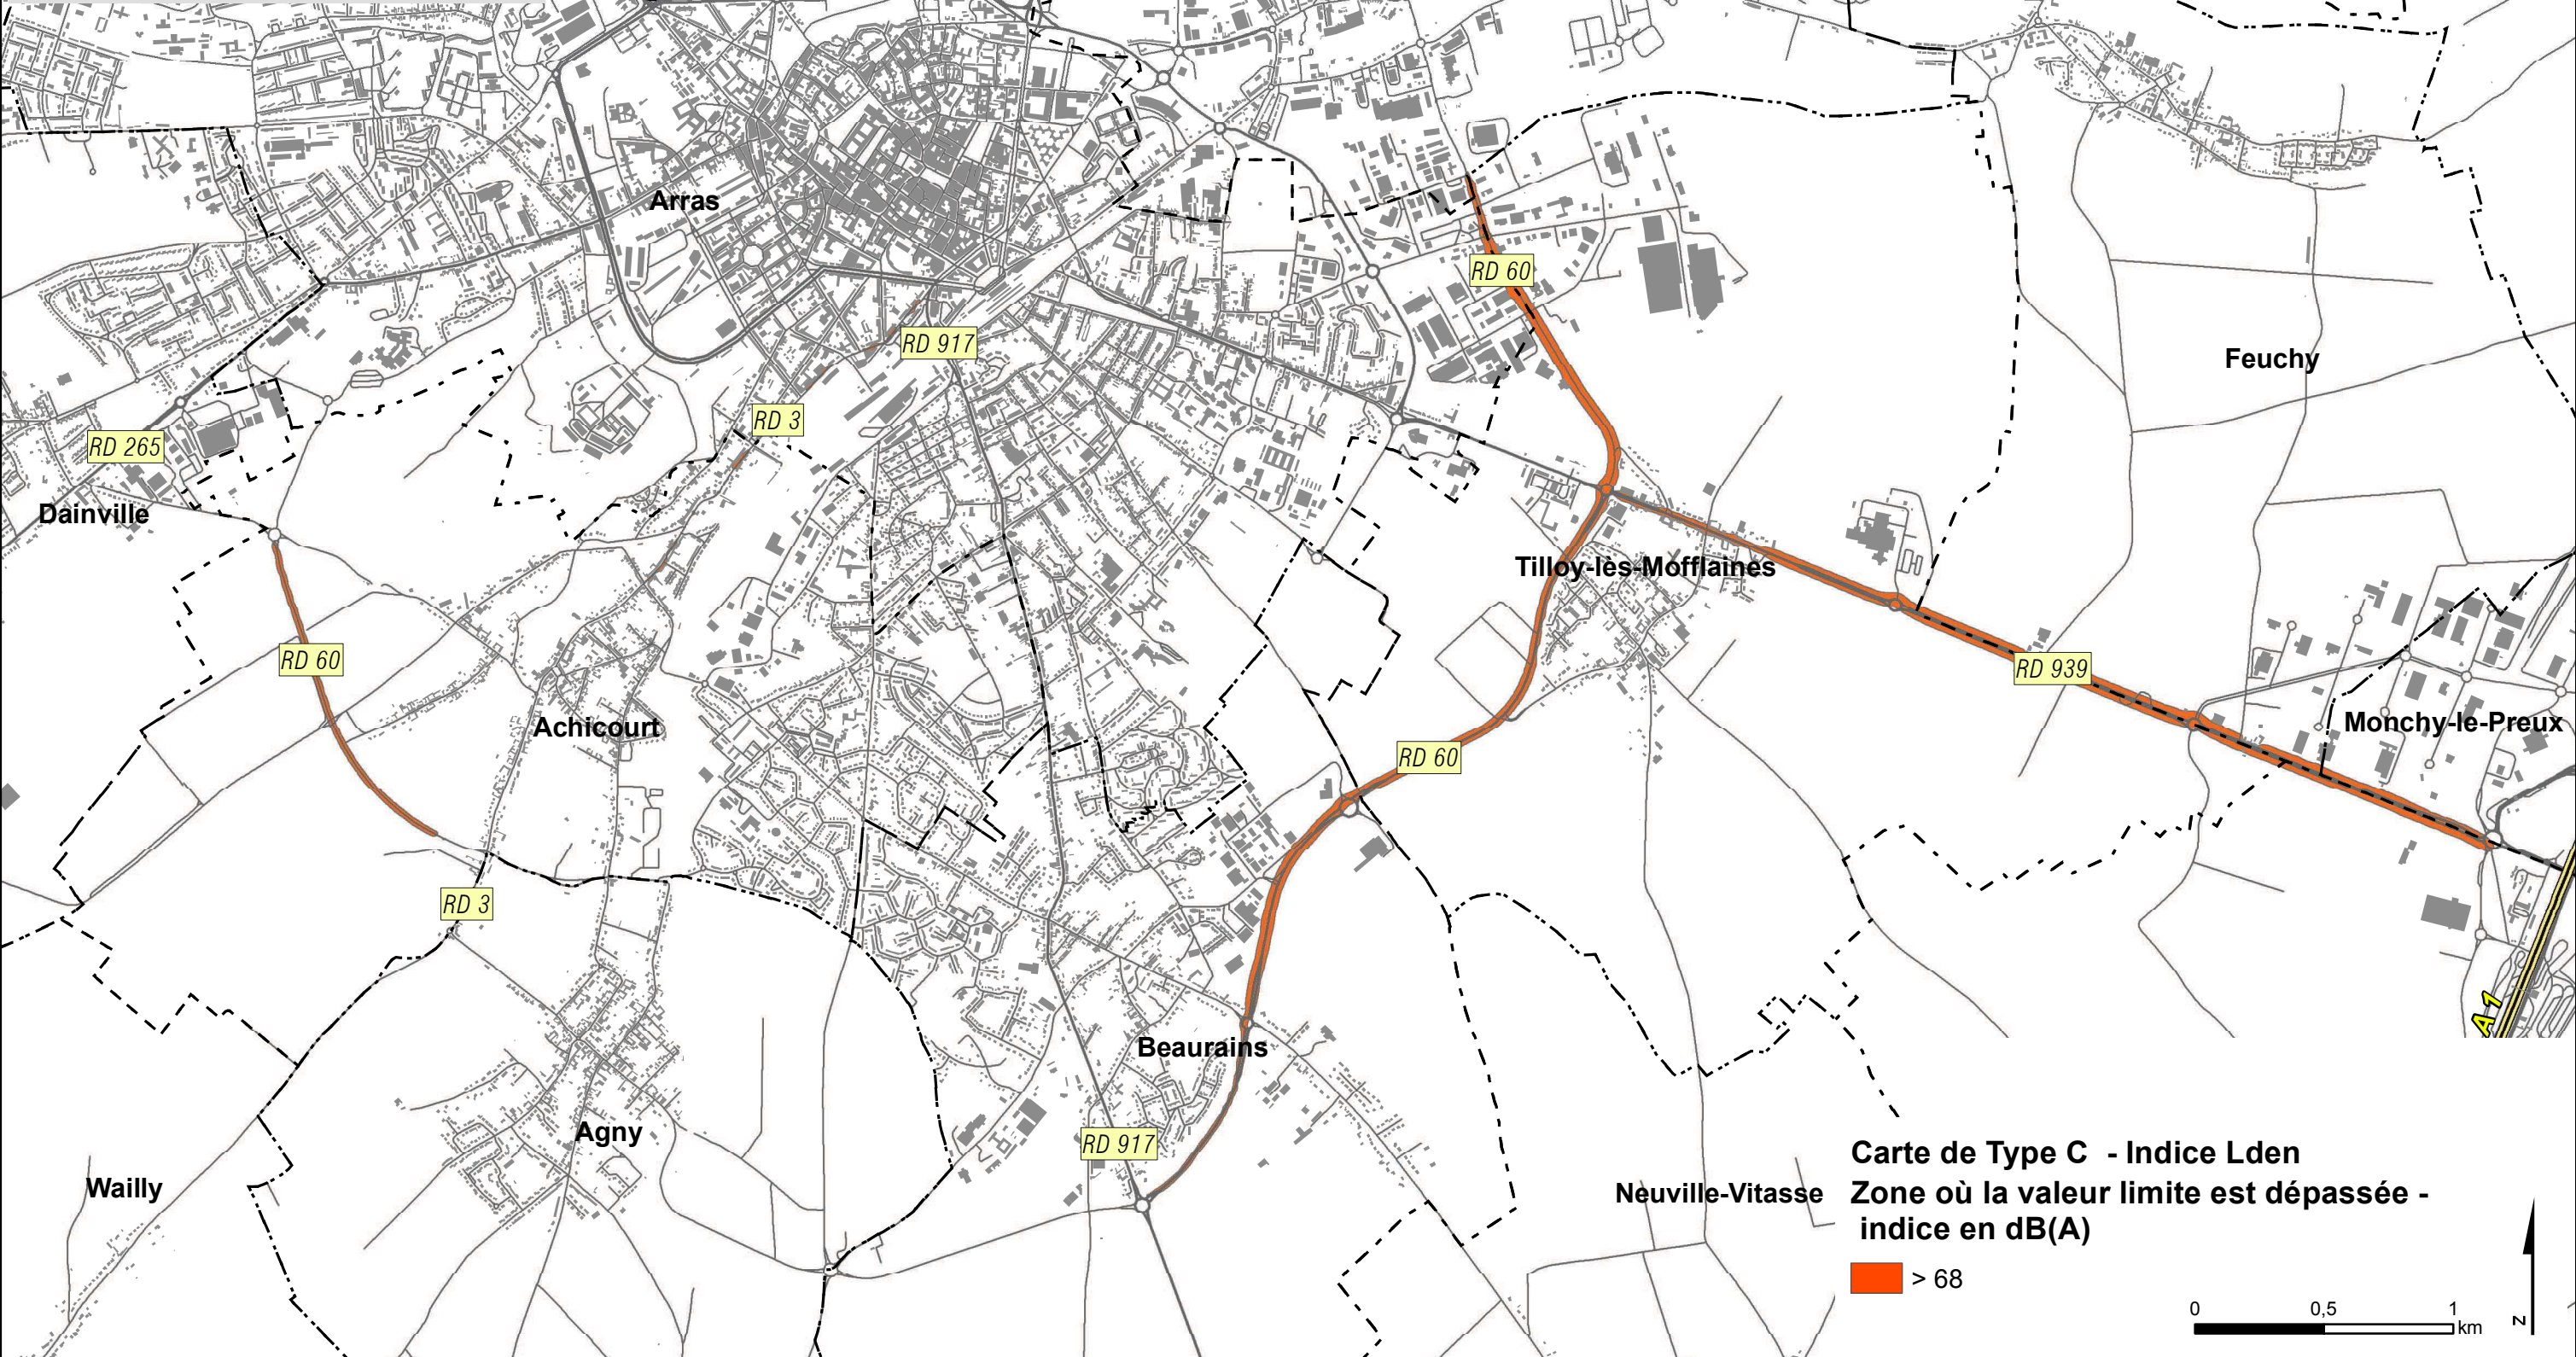 Arras
RD 60
RD 917
Feuchy
RD 3
RD 265
Dainville
Tilloy-lès-Mofflaines
RD 60
RD 939
Achicourt
Monchy-le-Preux
RD 60
RD 3
A 1
Beaurains
Agny
RD 917
Wailly
Neuville-Vitasse
Carte de Type C - Indice Lden
Zone où la valeur limite est dépassée -
indice en dB(A)
> 68
0 0,5 1
km
N